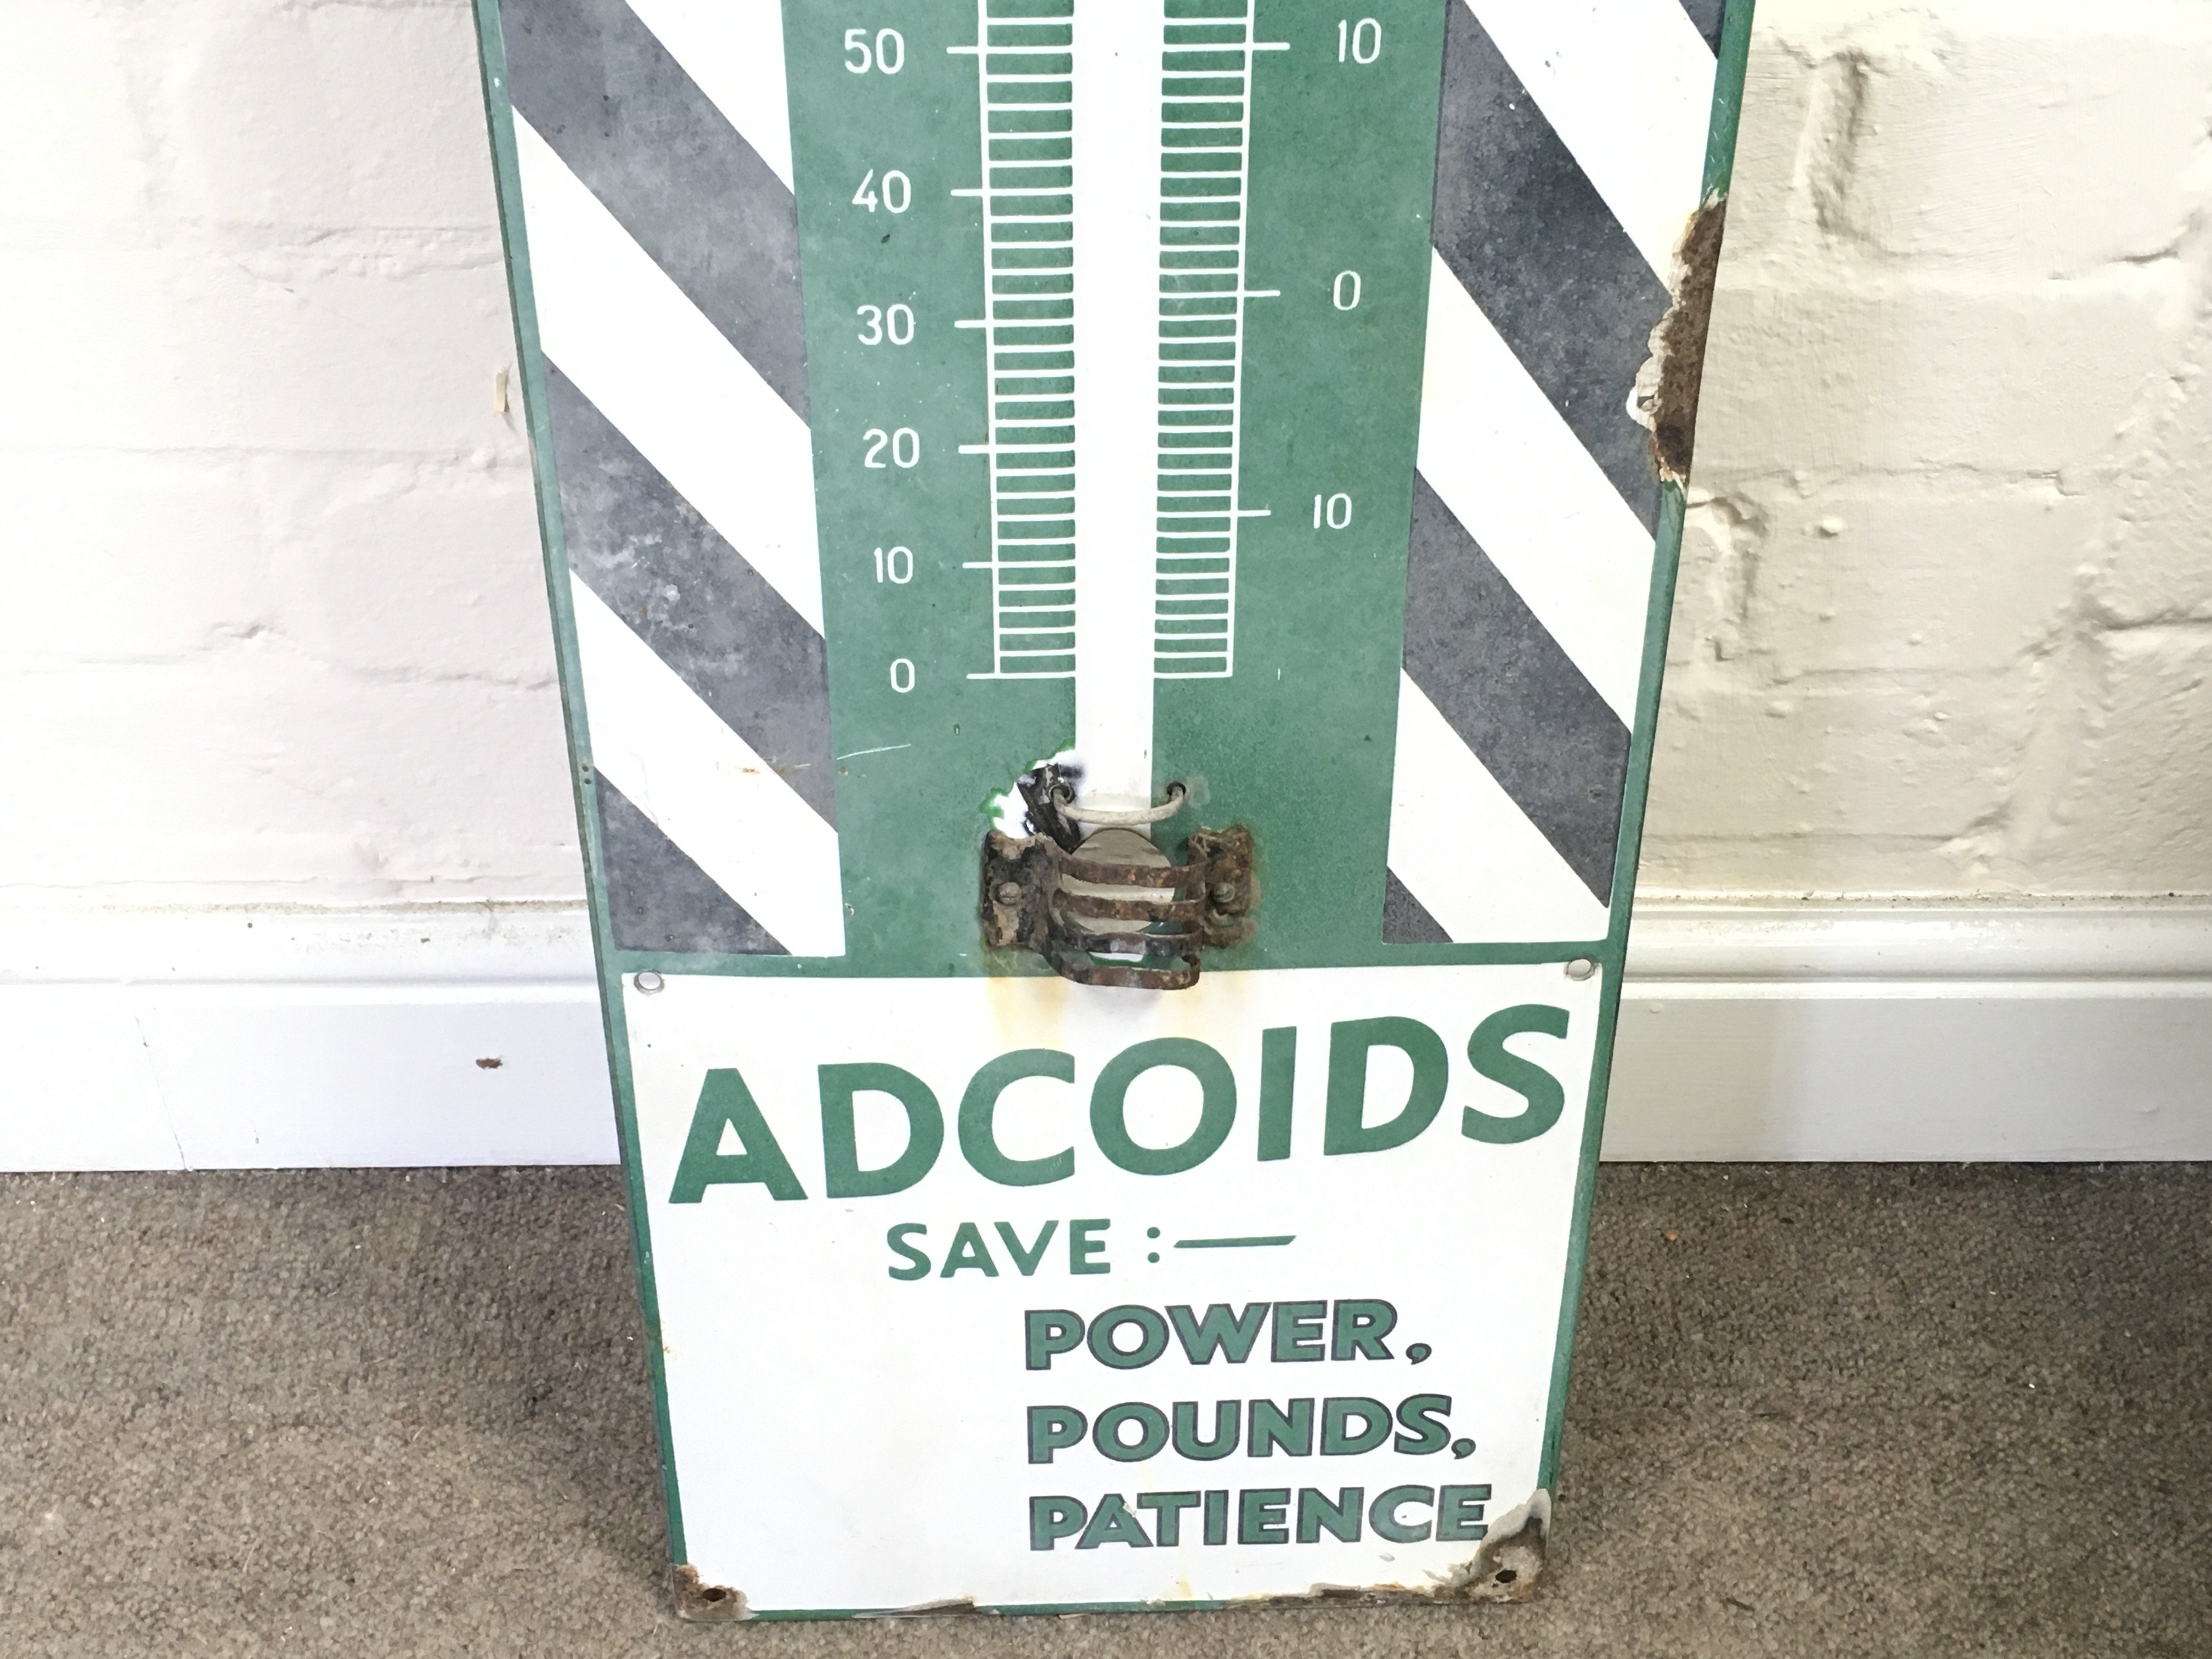 50 10
40
30 0
20
10 10
0
ADCOIDS
SAVE :—
POWER,
POUNDS,
PATIENCE